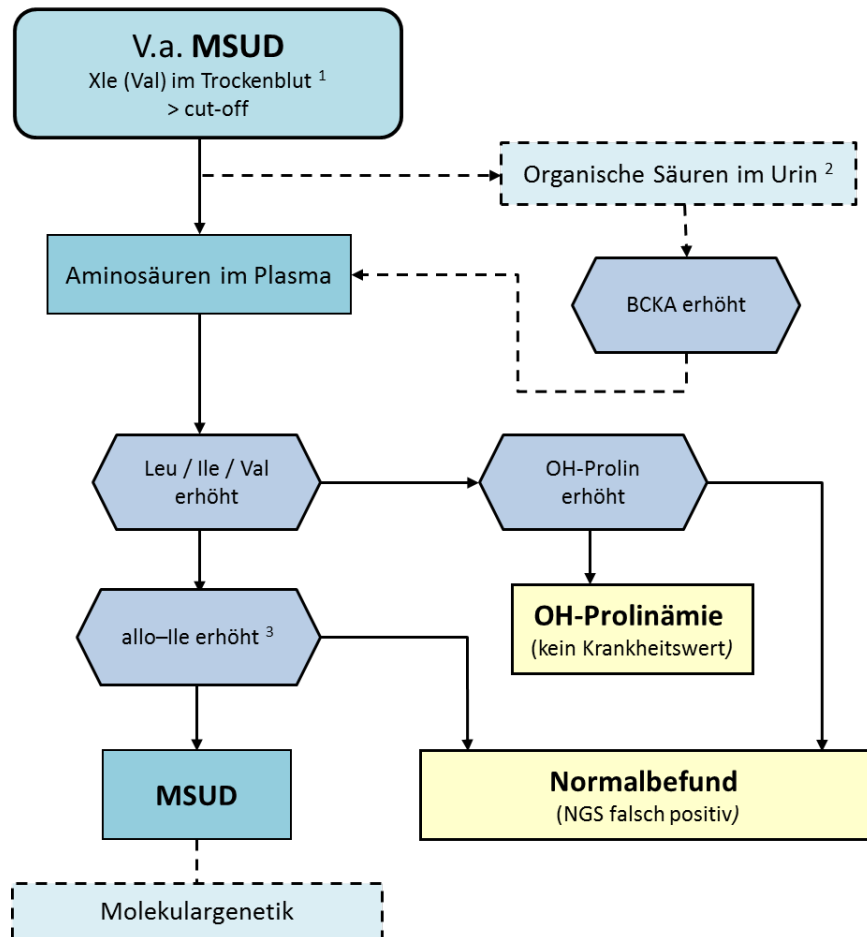 V.a. MSUD
Xle (Val) im Trockenblut ¹
> cut-off
Organische Säuren im Urin ²
Aminosäuren im Plasma
BCKA erhöht
Leu / Ile / Val
erhöht
OH-Prolin
erhöht
allo–Ile erhöht ³
OH-Prolinämie
(kein Krankheitswert)
MSUD
Normalbefund
(NGS falsch positiv)
Molekulargenetik